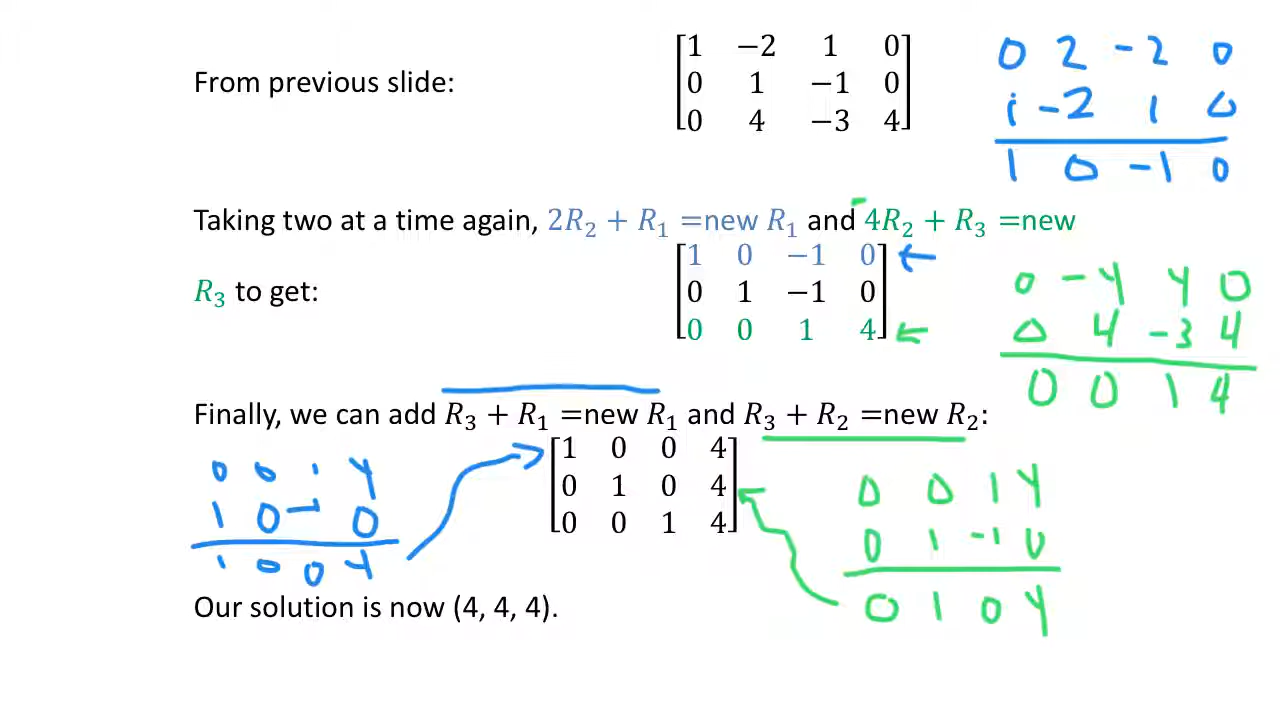 From previous slide:
[1 −2 1 0]
[0 1 −1 0]
[0 4 −3 4]
0 2 -2 0
1 -2 1 0
1 0 -1 0
Taking two at a time again, 2R₂ + R₁ =new R₁ and -4R₂ + R₃ =new
R₃ to get:
[1 0 −1 0]
[0 1 −1 0]
[0 0 1 4]
0 -4 4 0
0 4 -3 4
0 0 1 4
Finally, we can add R₃ + R₁ =new R₁ and R₃ + R₂ =new R₂:
[1 0 0 4]
[0 1 0 4]
[0 0 1 4]
0 0 1 4
1 0 -1 0
1 0 0 4
0 0 1 4
0 1 -1 0
0 1 0 4
Our solution is now (4, 4, 4).